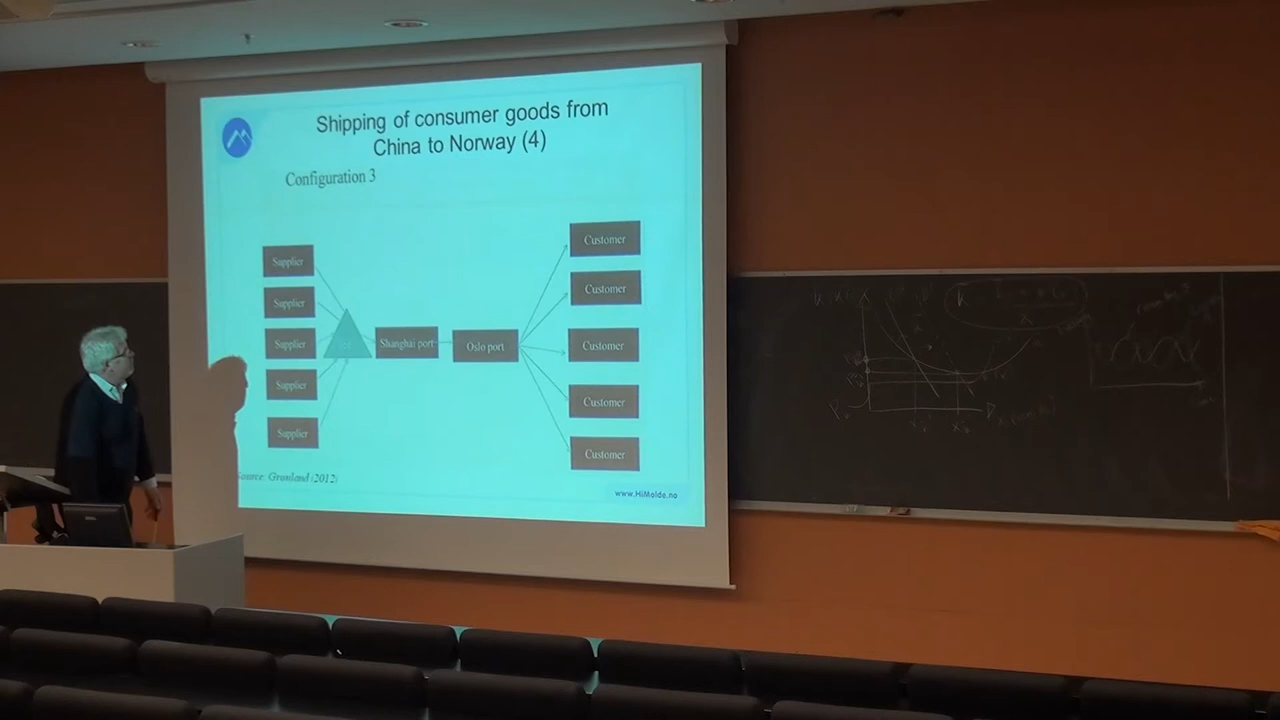 Shipping of consumer goods from
China to Norway (4)
Configuration 3
Supplier
Supplier
Supplier
Supplier
Supplier
Shanghai port
Oslo port
Customer
Customer
Customer
Customer
Customer
Source: Grønland (2012)
www.HiMolde.no